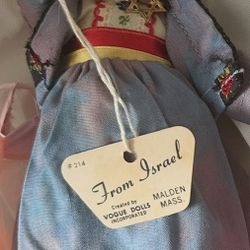 #214
From Israel
Created by
VOGUE DOLLS
INCORPORATED
MALDEN
MASS.